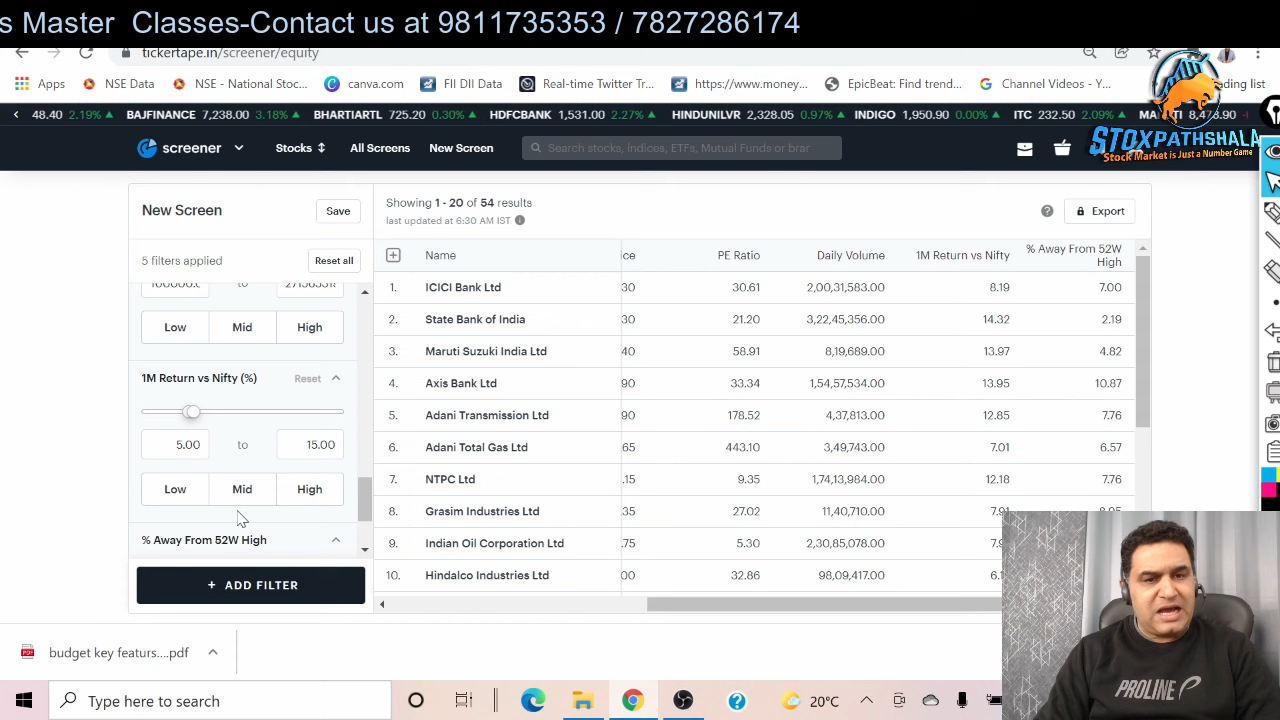 s Master Classes-Contact us at 9811735353 / 7827286174
tickertape.in/screener/equity
Apps NSE Data NSE - National Stoc... canva.com FII DII Data Real-time Twitter Tr... https://www.money... EpicBeat: Find trend... Channel Videos - Y... ding list
48.40 2.19% BAJFINANCE 7,238.00 3.18% BHARTIARTL 725.20 0.30% HDFCBANK 1,531.00 2.27% HINDUNILVR 2,328.05 0.97% INDIGO 1,950.90 0.00% ITC 232.50 2.09%
STOXPATHSHALA
Stock Market is Just a Number Game
screener Stocks All Screens New Screen Search stocks, indices, ETFs, Mutual Funds or brar
New Screen Save
Showing 1 - 20 of 54 results
last updated at 6:30 AM IST
Export
5 filters applied Reset all
Name ice PE Ratio Daily Volume 1M Return vs Nifty % Away From 52W High
1. ICICI Bank Ltd 30 30.61 2,00,31,583.00 8.19 7.00
2. State Bank of India 30 21.20 3,22,45,356.00 14.32 2.19
3. Maruti Suzuki India Ltd 40 58.91 8,19,689.00 13.97 4.82
4. Axis Bank Ltd 90 33.34 1,54,57,534.00 13.95 10.87
5. Adani Transmission Ltd 90 178.52 4,37,813.00 12.85 7.76
6. Adani Total Gas Ltd 65 443.10 3,49,743.00 7.01 6.57
7. NTPC Ltd .15 9.35 1,74,13,984.00 12.18 7.76
8. Grasim Industries Ltd 35 27.02 11,40,710.00
9. Indian Oil Corporation Ltd .75 5.30 2,30,85,078.00
10. Hindalco Industries Ltd 00 32.86 98,09,417.00
to
Low Mid High
1M Return vs Nifty (%) Reset
5.00 to 15.00
Low Mid High
% Away From 52W High
+ ADD FILTER
budget key featurs....pdf
PROLINE
Type here to search
20°C